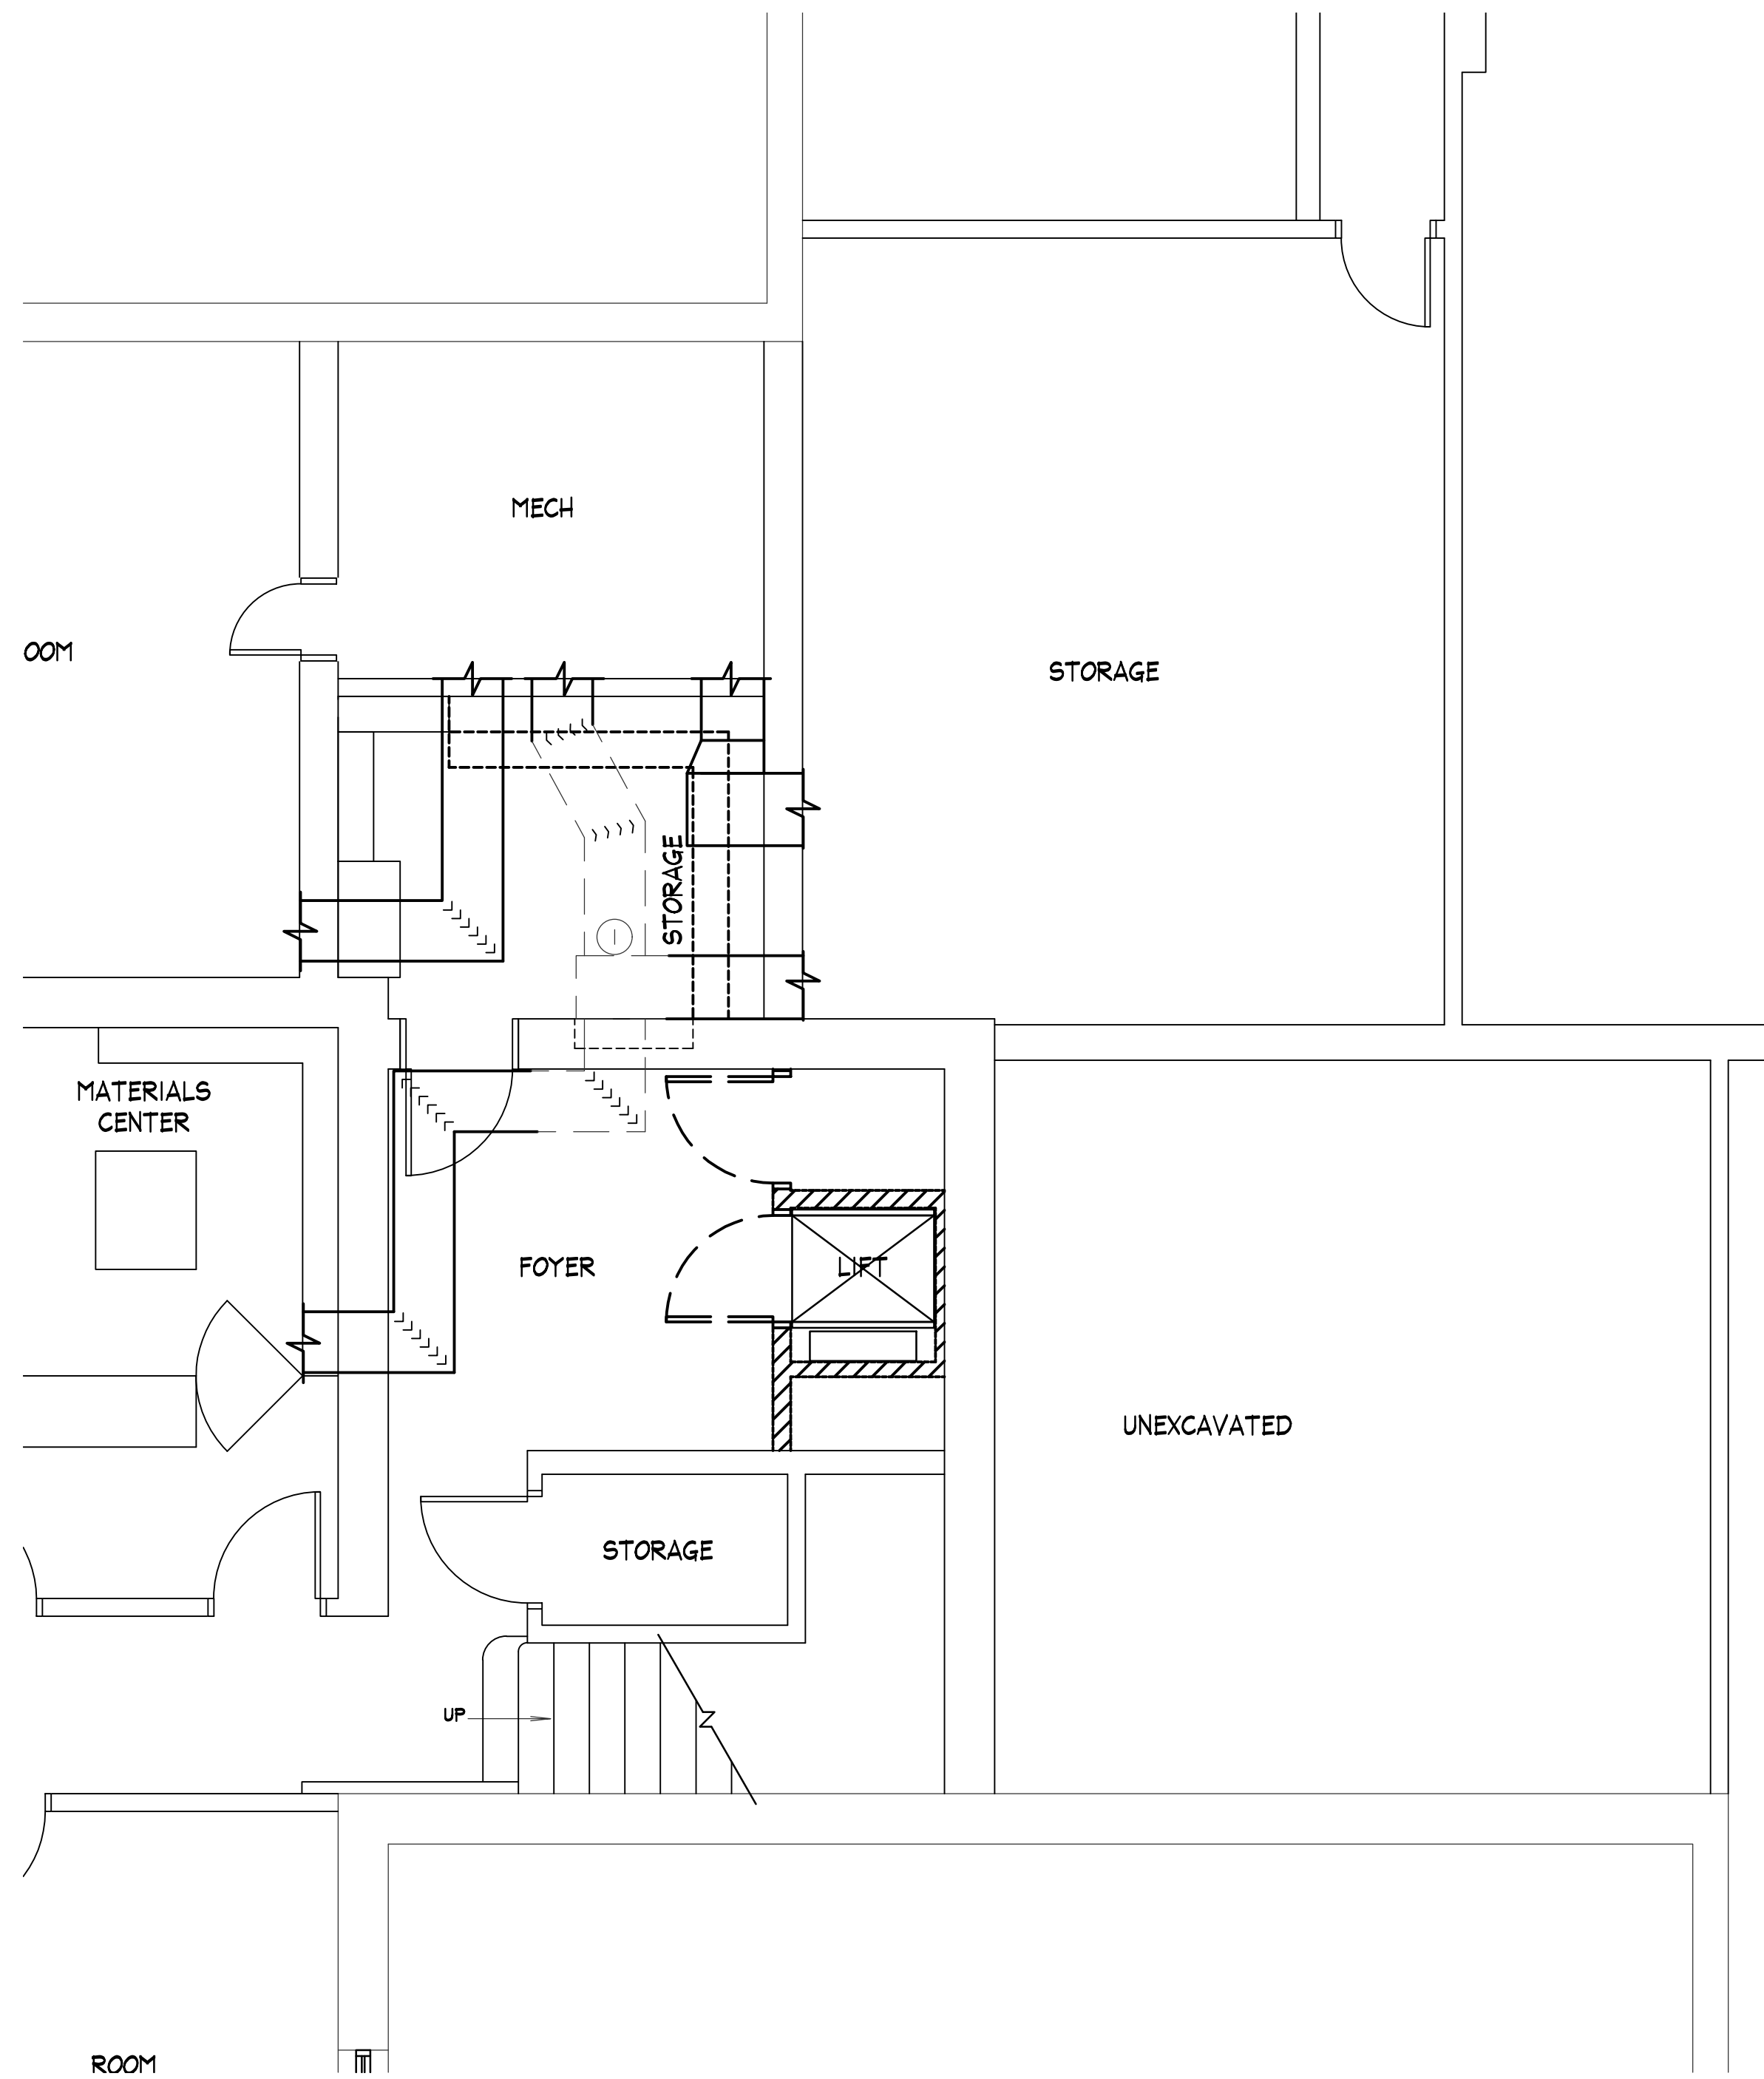 MECH
OOM
STORAGE
STORAGE
MATERIALS
CENTER
FOYER
LIFT
UNEXCAVATED
STORAGE
UP
ROOM